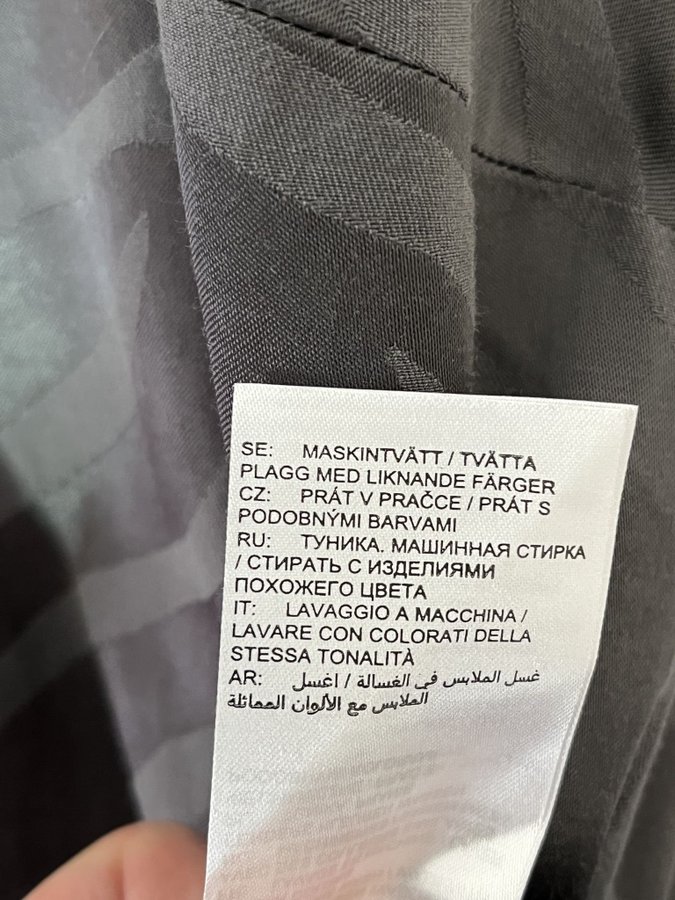 SE: MASKINTVÄTT / TVÄTTA
PLAGG MED LIKNANDE FÄRGER
CZ: PRÁT V PRAČCE / PRÁT S
PODOBNÝMI BARVAMI
RU: ТУНИКА. МАШИННАЯ СТИРКА
/ СТИРАТЬ С ИЗДЕЛИЯМИ
ПОХОЖЕГО ЦВЕТА
IT: LAVAGGIO A MACCHINA /
LAVARE CON COLORATI DELLA
STESSA TONALITÀ
AR: غسل الملابس في الغسالة / اغسل
الملابس مع الألوان المماثلة